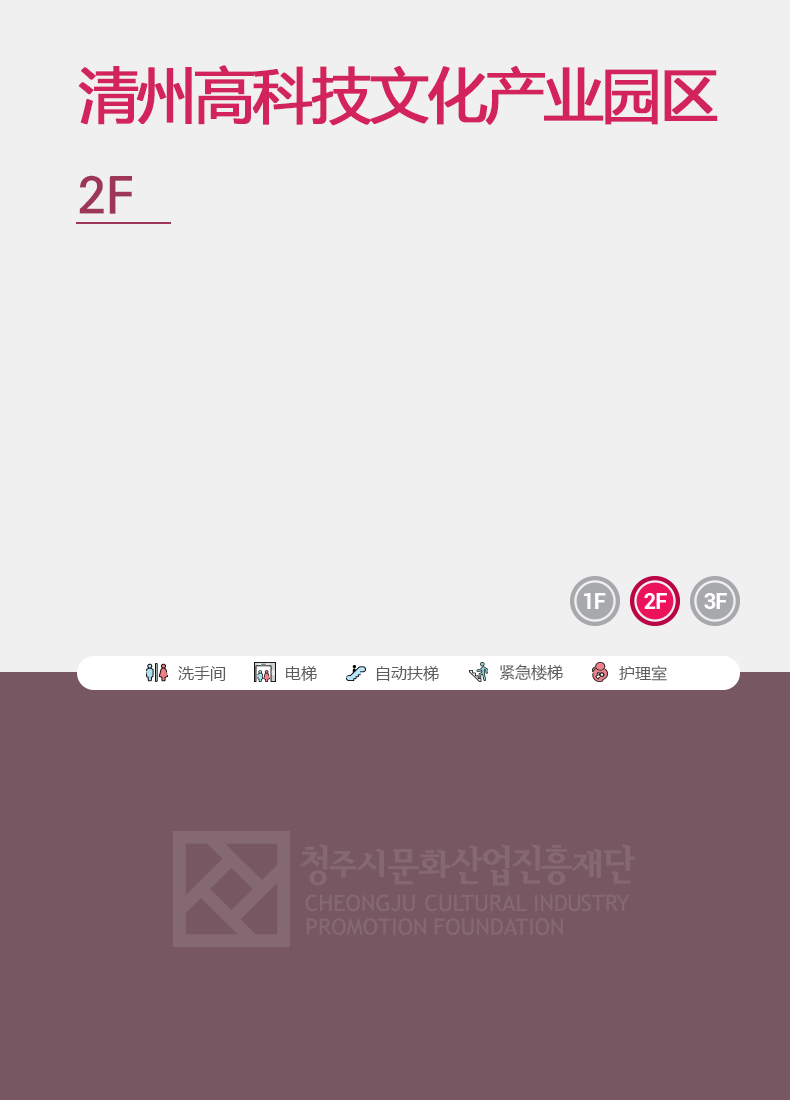 清州高科技文化产业园区
2F
1F 2F 3F
洗手间 电梯 自动扶梯 紧急楼梯 护理室
청주시문화산업진흥재단
CHEONGJU CULTURAL INDUSTRY
PROMOTION FOUNDATION